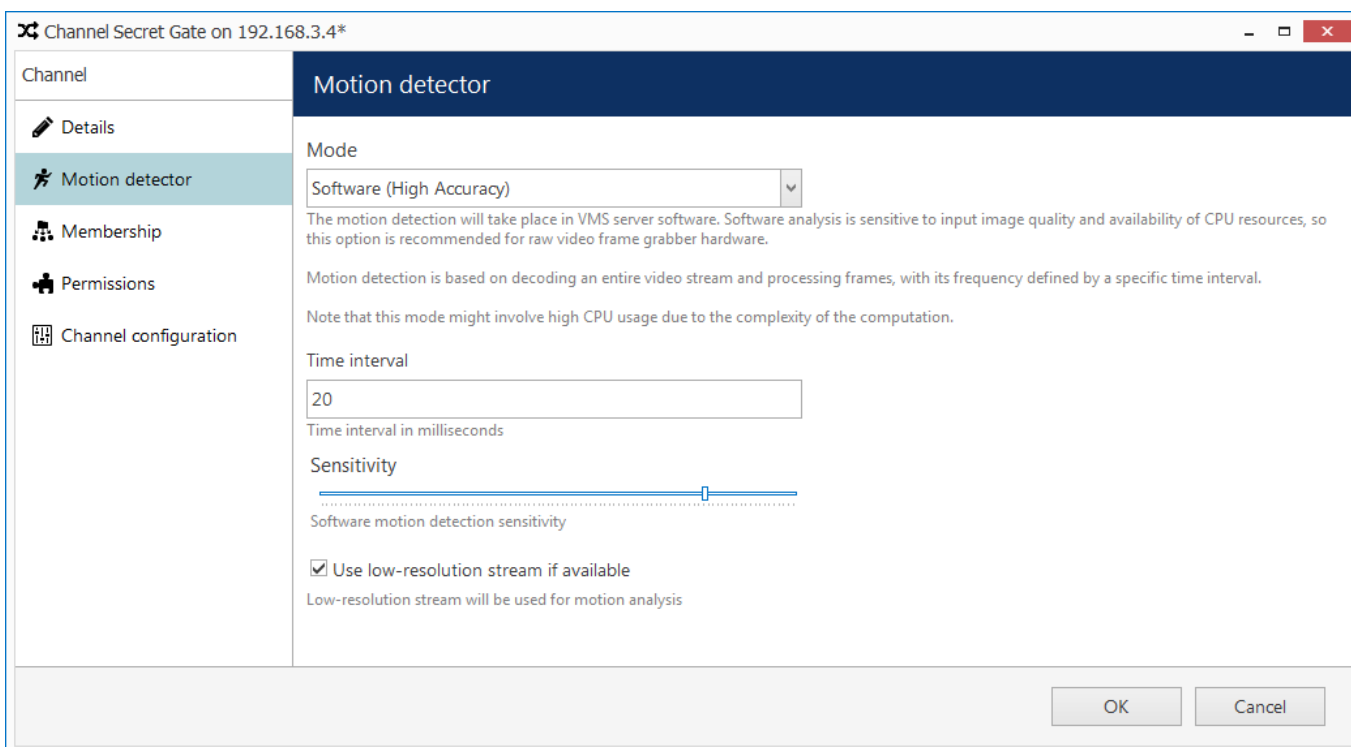 Channel Secret Gate on 192.168.3.4*
Channel
Details
Motion detector
Membership
Permissions
Channel configuration
Motion detector
Mode
Software (High Accuracy)
The motion detection will take place in VMS server software. Software analysis is sensitive to input image quality and availability of CPU resources, so
this option is recommended for raw video frame grabber hardware.
Motion detection is based on decoding an entire video stream and processing frames, with its frequency defined by a specific time interval.
Note that this mode might involve high CPU usage due to the complexity of the computation.
Time interval
20
Time interval in milliseconds
Sensitivity
Software motion detection sensitivity
Use low-resolution stream if available
Low-resolution stream will be used for motion analysis
OK
Cancel